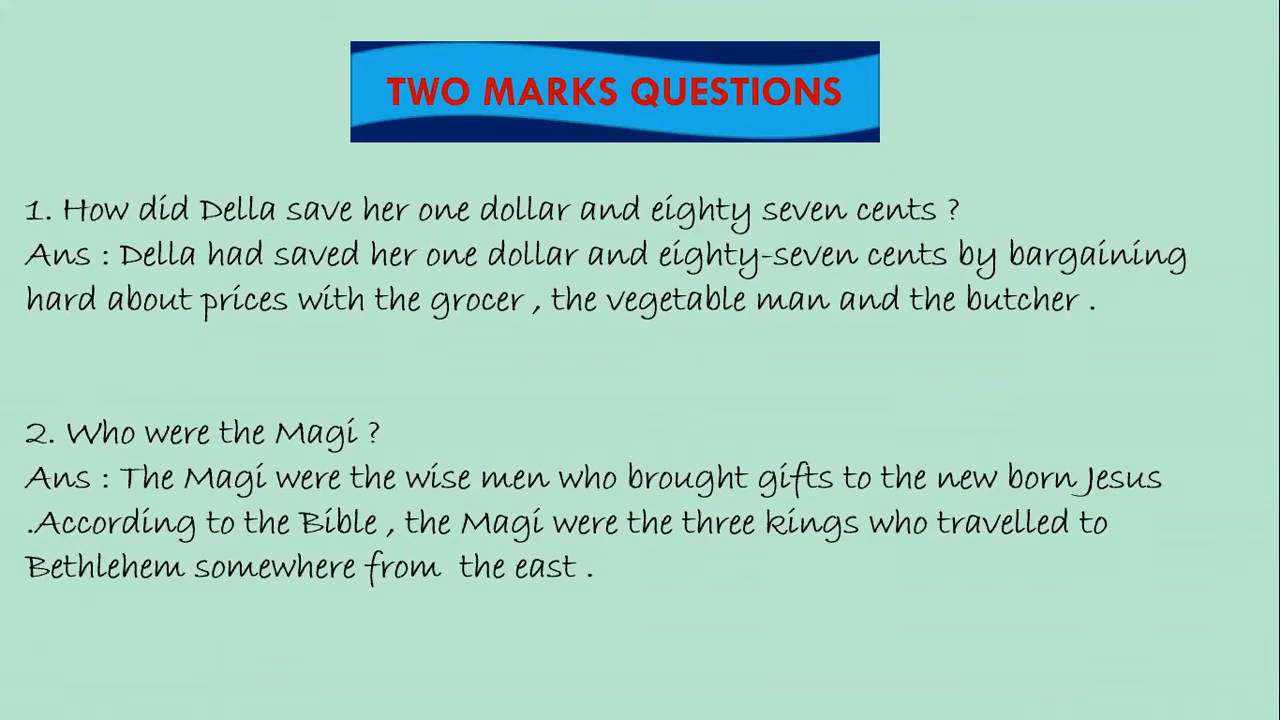 TWO MARKS QUESTIONS
1. How did Della save her one dollar and eighty seven cents ?
Ans : Della had saved her one dollar and eighty-seven cents by bargaining
hard about prices with the grocer , the vegetable man and the butcher .
2. Who were the Magi ?
Ans : The Magi were the wise men who brought gifts to the new born Jesus
.According to the Bible , the Magi were the three kings who travelled to
Bethlehem somewhere from  the east .